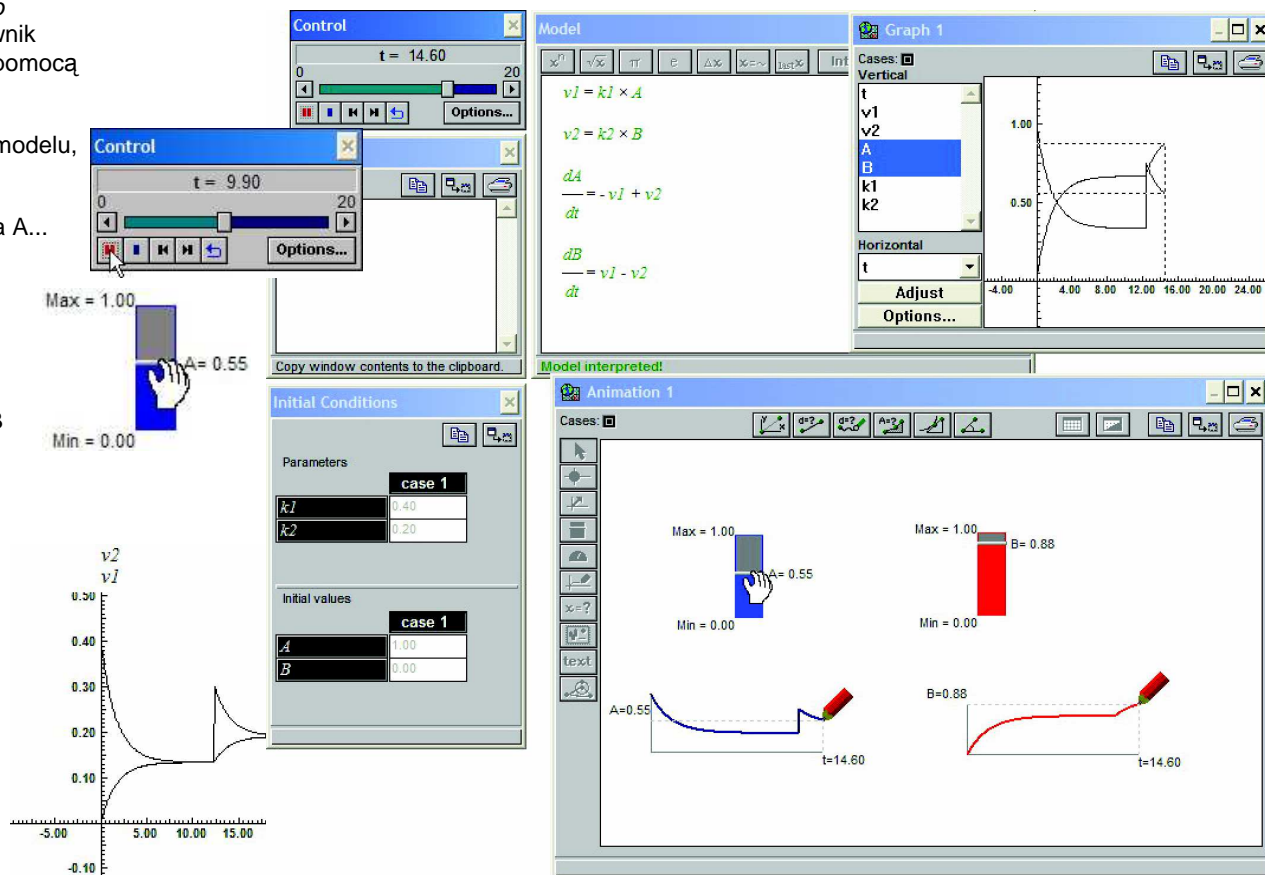 wnik
pomocą
modelu,
a A...
Control
t = 14.60
0 20
Options...
Control
t = 9.90
0 20
Options...
Copy window contents to the clipboard.
Max = 1.00
A= 0.55
Min = 0.00
Model
xⁿ √x π e Δx x=~ lastx Int
v1 = k1 × A
v2 = k2 × B
dA
dt
= - v1 + v2
dB
dt
= v1 - v2
Model interpreted!
Graph 1
Cases:
Vertical
t
v1
v2
A
B
k1
k2
Horizontal
t
Adjust
Options...
1.00
0.50
-4.00 4.00 8.00 12.00 16.00 20.00 24.00
Initial Conditions
Parameters
case 1
k1 0.40
k2 0.20
Initial values
case 1
A 1.00
B 0.00
v2
v1
0.50
0.40
0.30
0.20
0.10
-5.00 5.00 10.00 15.00
-0.10
Animation 1
Cases:
x=?
text
Max = 1.00
A= 0.55
Min = 0.00
Max = 1.00
B= 0.88
Min = 0.00
A=0.55
t=14.60
B=0.88
t=14.60